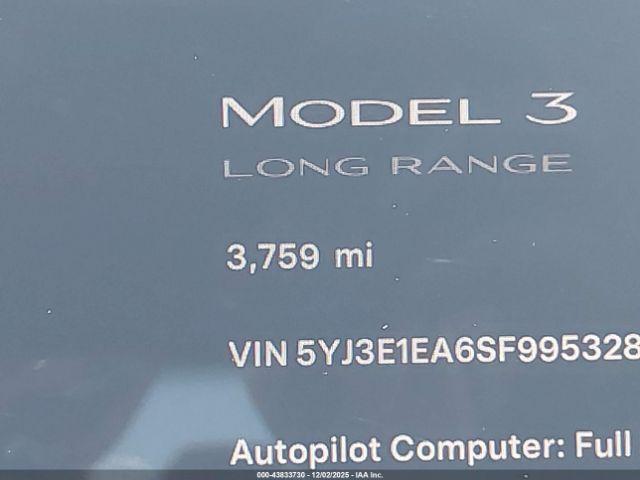 MODEL 3
LONG RANGE
3,759 mi
VIN 5YJ3E1EA6SF995328
Autopilot Computer: Full
000-43833730 - 12/02/2025 - IAA Inc.